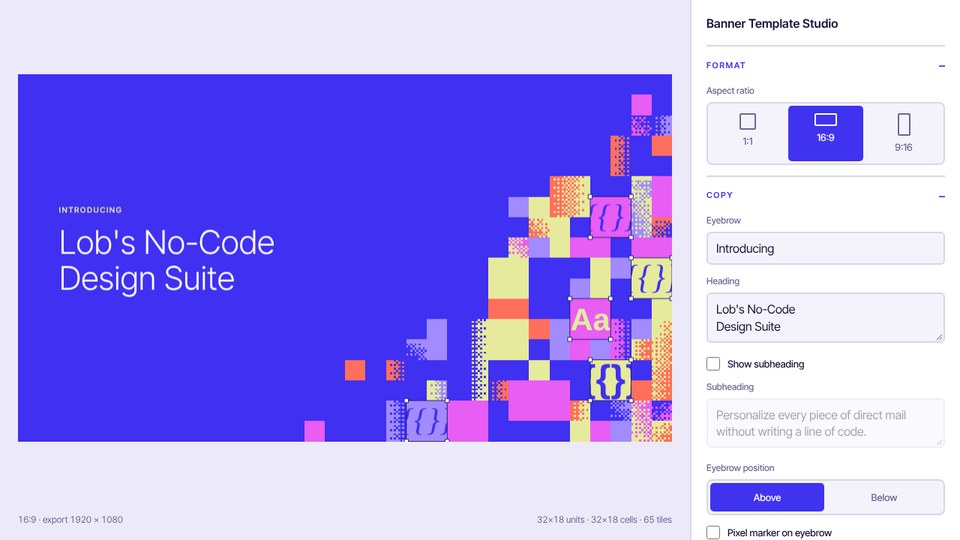 Banner Template Studio
FORMAT
Aspect ratio
1:1
16:9
9:16
COPY
Eyebrow
Introducing
Heading
Lob's No-Code
Design Suite
Show subheading
Subheading
Personalize every piece of direct mail
without writing a line of code.
Eyebrow position
Above
Below
Pixel marker on eyebrow
INTRODUCING
Lob's No-Code
Design Suite
{}
{}
Aa
{}
{}
16:9 · export 1920 × 1080
32×18 units · 32×18 cells · 65 tiles